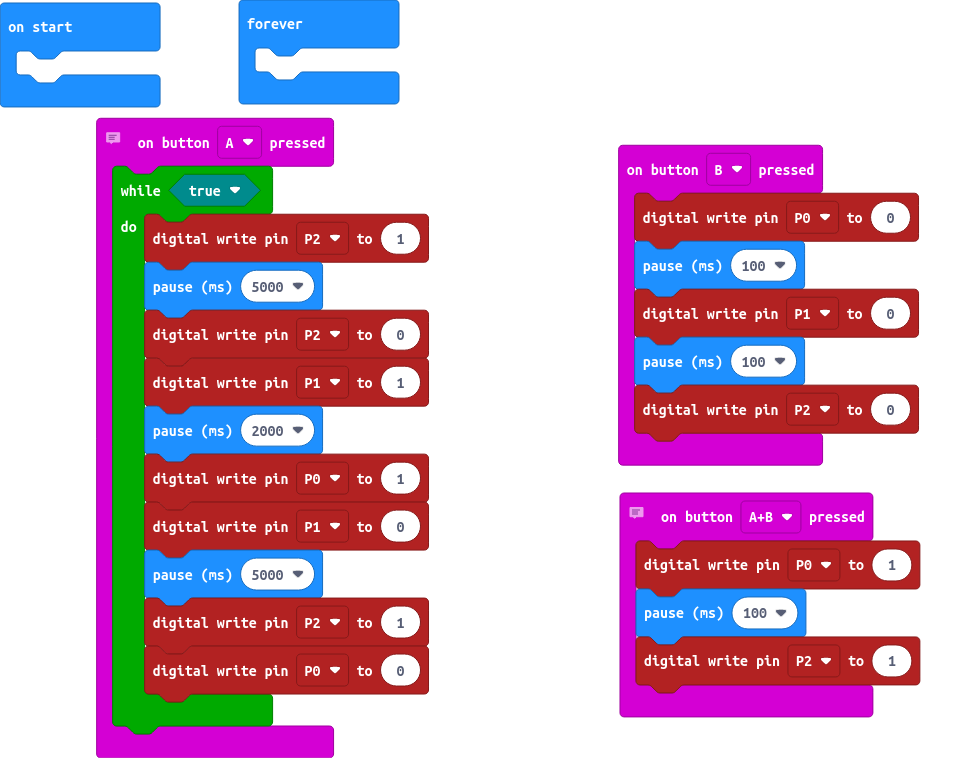 on start
forever
on button A pressed
while true
do
digital write pin P2 to 1
pause (ms) 5000
digital write pin P2 to 0
digital write pin P1 to 1
pause (ms) 2000
digital write pin P0 to 1
digital write pin P1 to 0
pause (ms) 5000
digital write pin P2 to 1
digital write pin P0 to 0
on button B pressed
digital write pin P0 to 0
pause (ms) 100
digital write pin P1 to 0
pause (ms) 100
digital write pin P2 to 0
on button A+B pressed
digital write pin P0 to 1
pause (ms) 100
digital write pin P2 to 1